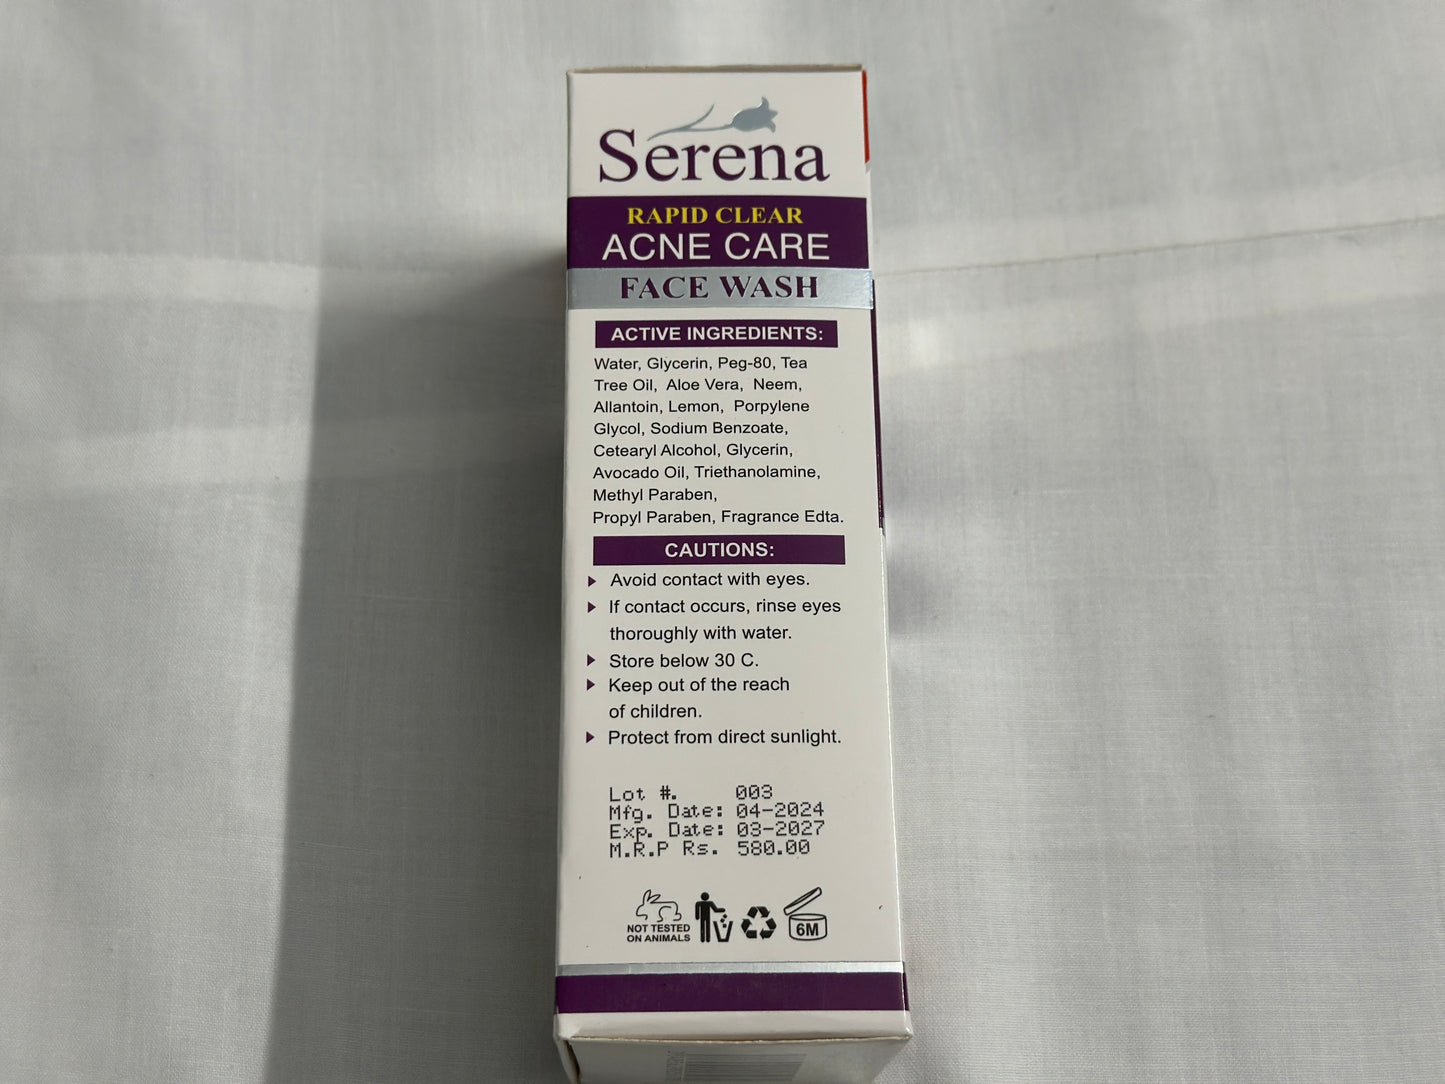 Serena
RAPID CLEAR
ACNE CARE
FACE WASH
ACTIVE INGREDIENTS:
Water, Glycerin, Peg-80, Tea
Tree Oil, Aloe Vera, Neem,
Allantoin, Lemon, Porpylene
Glycol, Sodium Benzoate,
Cetearyl Alcohol, Glycerin,
Avocado Oil, Triethanolamine,
Methyl Paraben,
Propyl Paraben, Fragrance Edta.
CAUTIONS:
Avoid contact with eyes.
If contact occurs, rinse eyes
thoroughly with water.
Store below 30 C.
Keep out of the reach
of children.
Protect from direct sunlight.
Lot #. 003
Mfg. Date: 04-2024
Exp. Date: 03-2027
M.R.P Rs. 580.00
NOT TESTED
ON ANIMALS
6M